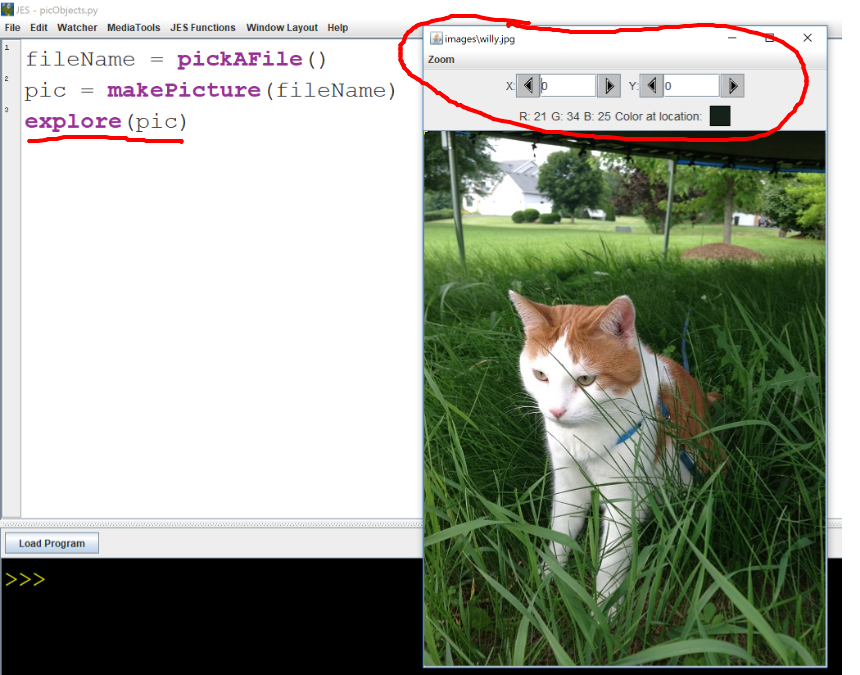 JES - picObjects.py
File Edit Watcher MediaTools JES Functions Window Layout Help
1 fileName = pickAFile()
2 pic = makePicture(fileName)
3 explore(pic)
images\willy.jpg
Zoom
X: 0 Y: 0
R: 21 G: 34 B: 25 Color at location:
Load Program
>>>